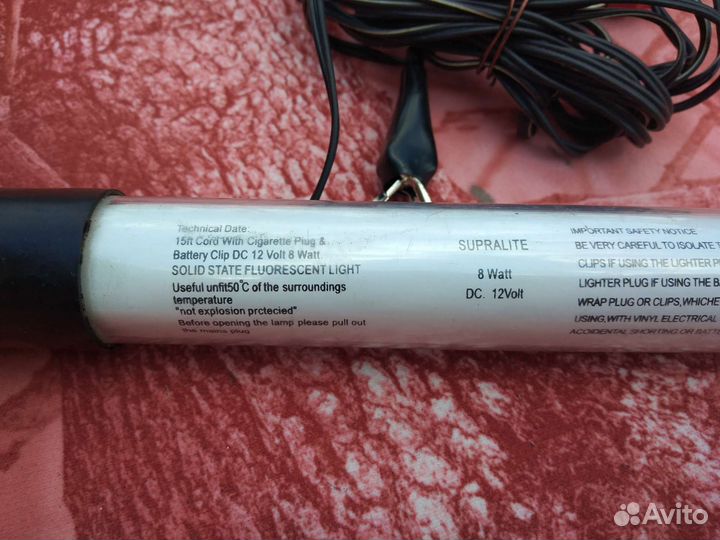 Technical Date:
15ft Cord With Cigarette Plug &
Battery Clip DC 12 Volt 8 Watt.
SOLID STATE FLUORESCENT LIGHT
Useful unfit50°C of the surroundings
temperature
"not explosion prctecied"
Before opening the lamp please pull out
the mains plug
SUPRALITE
8 Watt
DC. 12Volt
IMPORTANT SAFETY NOTICE
BE VERY CAREFUL TO ISOLATE T
CLIPS IF USING THE LIGHTER P
LIGHTER PLUG IF USING THE BA
WRAP PLUG OR CLIPS, WHICHE
USING, WITH VINYL ELECTRICAL
ACCIDENTAL SHORTING OR BATT
Avito